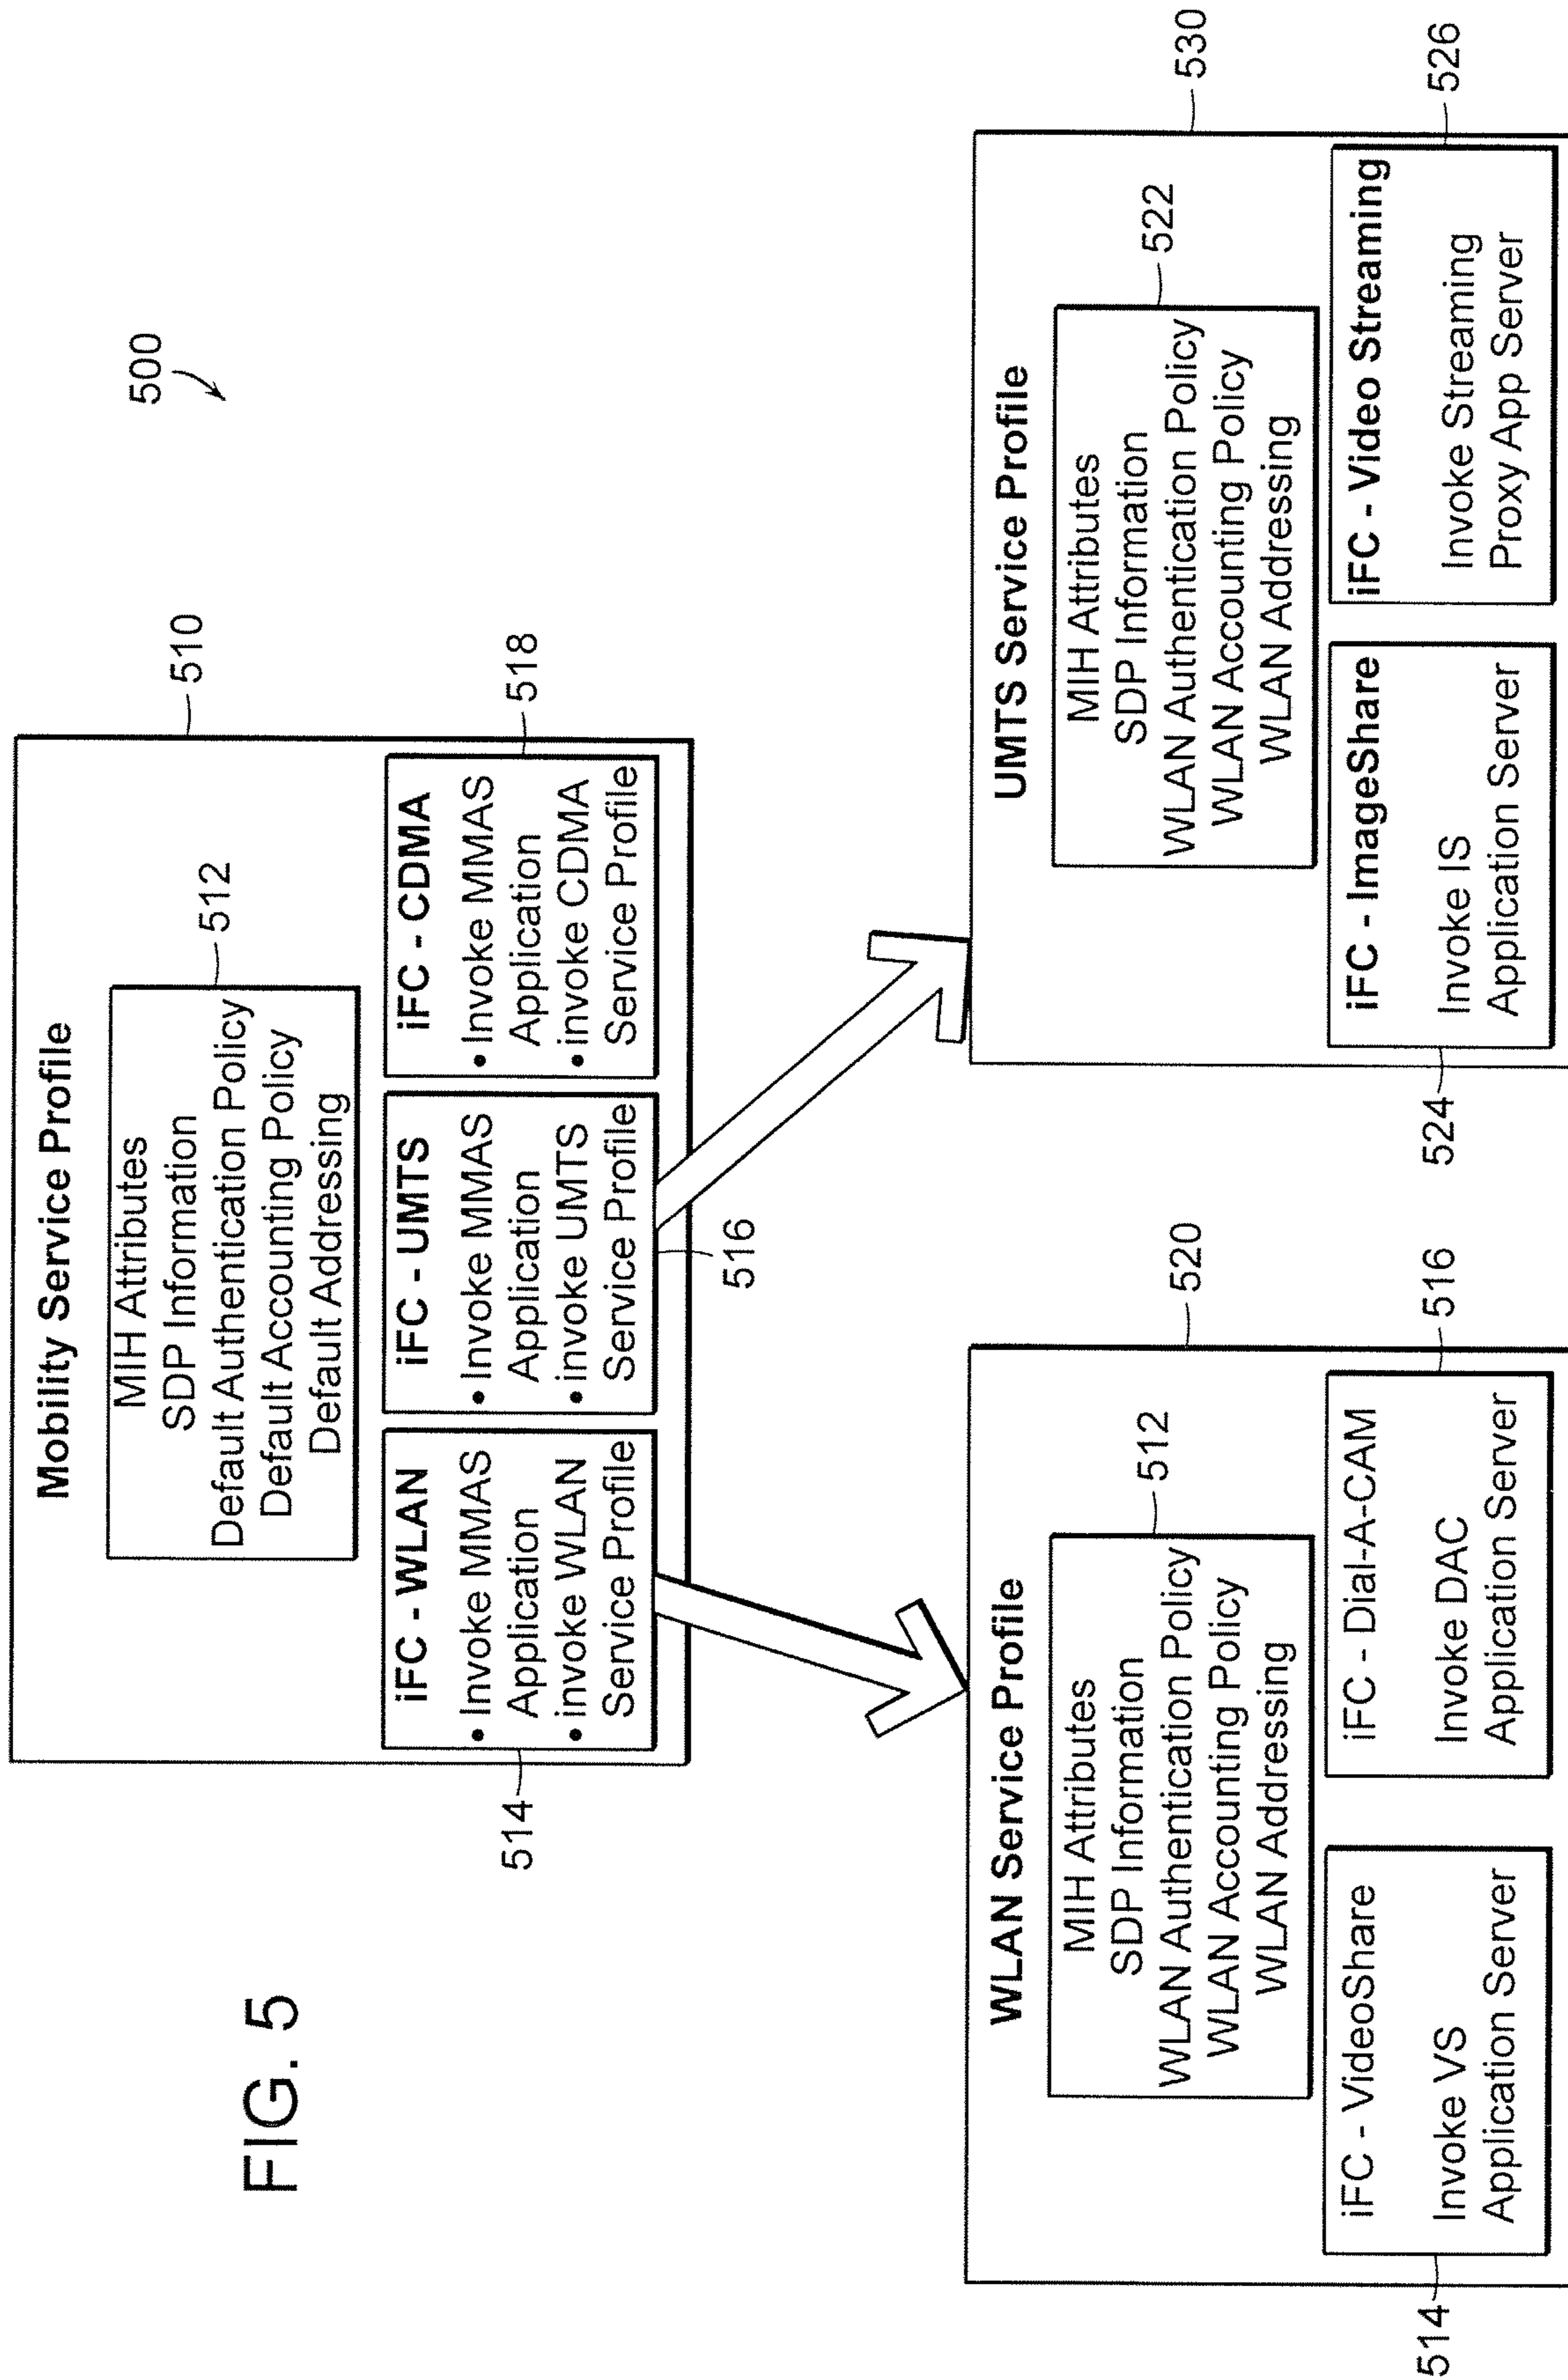 FIG. 5
500
Mobility Service Profile
510
MIH Attributes
SDP Information
Default Authentication Policy
Default Accounting Policy
Default Addressing
512
iFC - WLAN
• Invoke MMAS
Application
• invoke WLAN
Service Profile
514
iFC - UMTS
• Invoke MMAS
Application
• invoke UMTS
Service Profile
516
iFC - CDMA
• Invoke MMAS
Application
• invoke CDMA
Service Profile
518
WLAN Service Profile
520
MIH Attributes
SDP Information
WLAN Authentication Policy
WLAN Accounting Policy
WLAN Addressing
512
iFC - VideoShare
Invoke VS
Application Server
514
iFC - Dial-A-CAM
Invoke DAC
Application Server
516
UMTS Service Profile
530
MIH Attributes
SDP Information
WLAN Authentication Policy
WLAN Accounting Policy
WLAN Addressing
522
iFC - ImageShare
Invoke IS
Application Server
524
iFC - Video Streaming
Invoke Streaming
Proxy App Server
526